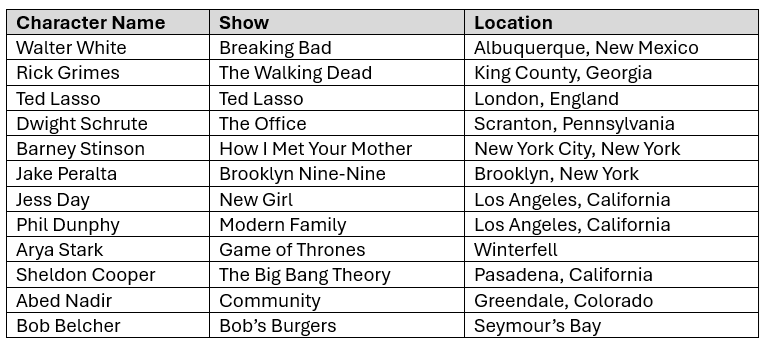 Character Name Show Location
Walter White Breaking Bad Albuquerque, New Mexico
Rick Grimes The Walking Dead King County, Georgia
Ted Lasso Ted Lasso London, England
Dwight Schrute The Office Scranton, Pennsylvania
Barney Stinson How I Met Your Mother New York City, New York
Jake Peralta Brooklyn Nine-Nine Brooklyn, New York
Jess Day New Girl Los Angeles, California
Phil Dunphy Modern Family Los Angeles, California
Arya Stark Game of Thrones Winterfell
Sheldon Cooper The Big Bang Theory Pasadena, California
Abed Nadir Community Greendale, Colorado
Bob Belcher Bob’s Burgers Seymour’s Bay